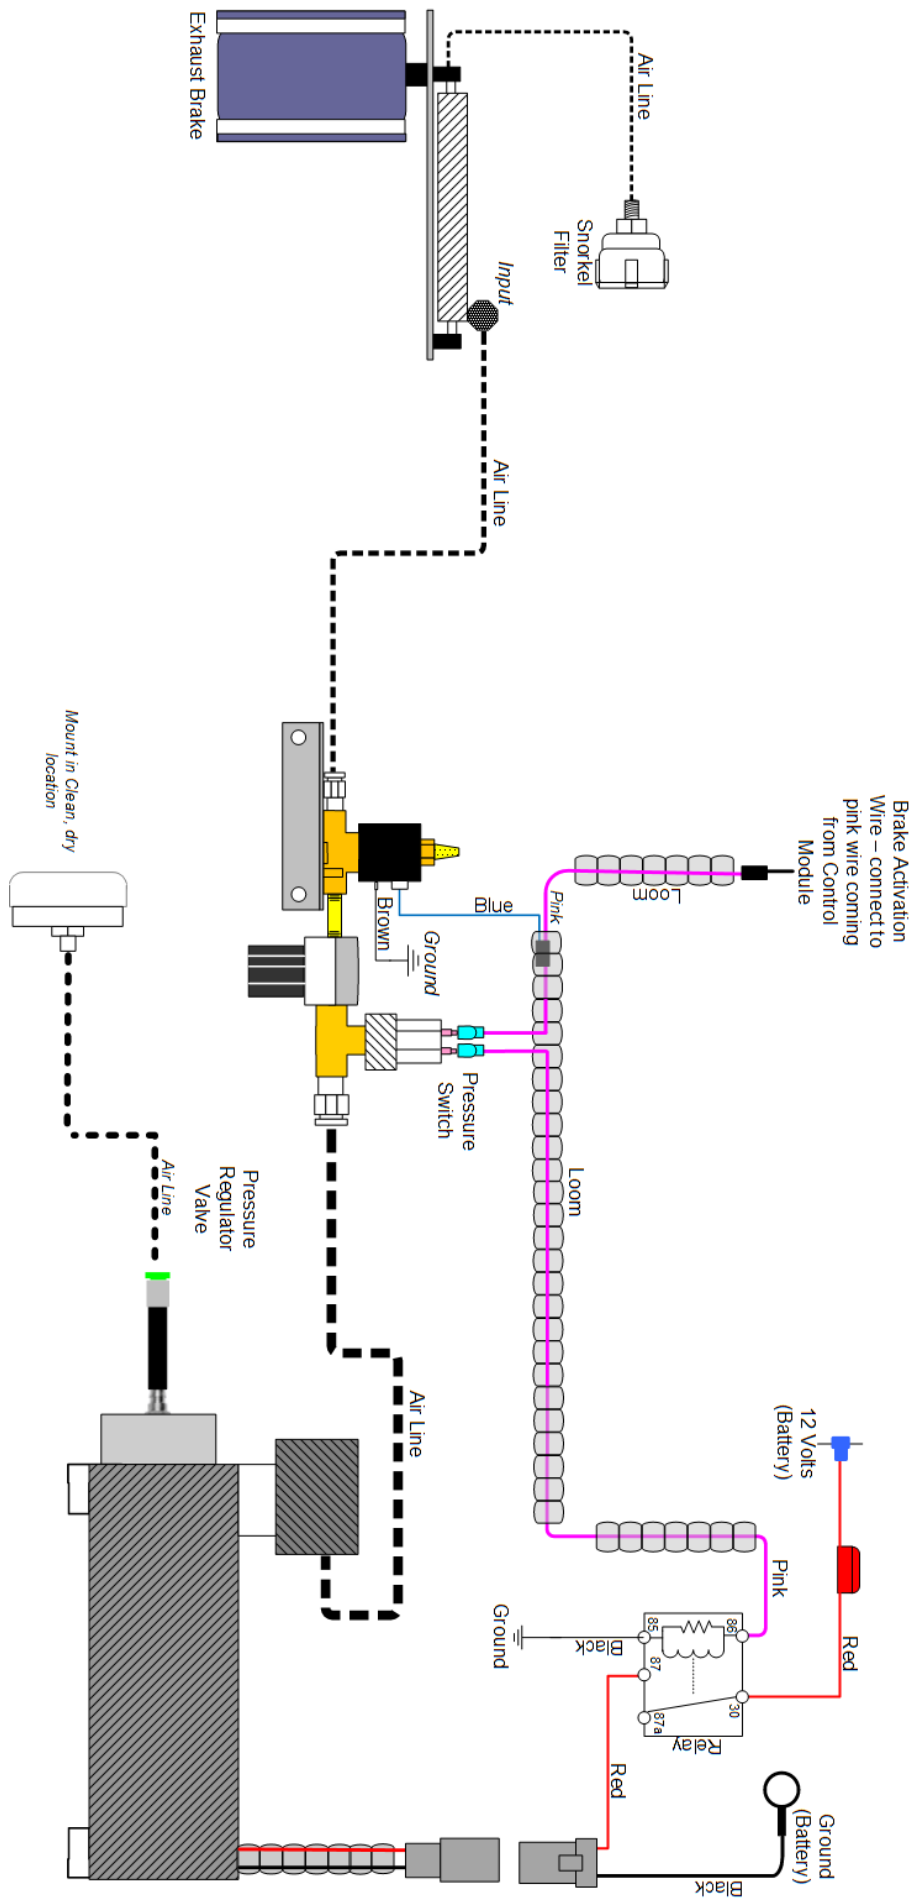 Exhaust Brake
Air Line
Snorkel
Filter
Input
Air Line
Brake Activation
Wire – connect to
pink wire coming
from Control
Module
Loom
Pink
Blue
Brown
Ground
Pressure
Switch
Loom
Mount in Clean, dry
location
Air Line
Pressure
Regulator
Valve
Air Line
12 Volts
(Battery)
Red
Pink
86
85
87
30
87a
Relay
Black
Ground
Red
Ground
(Battery)
Black